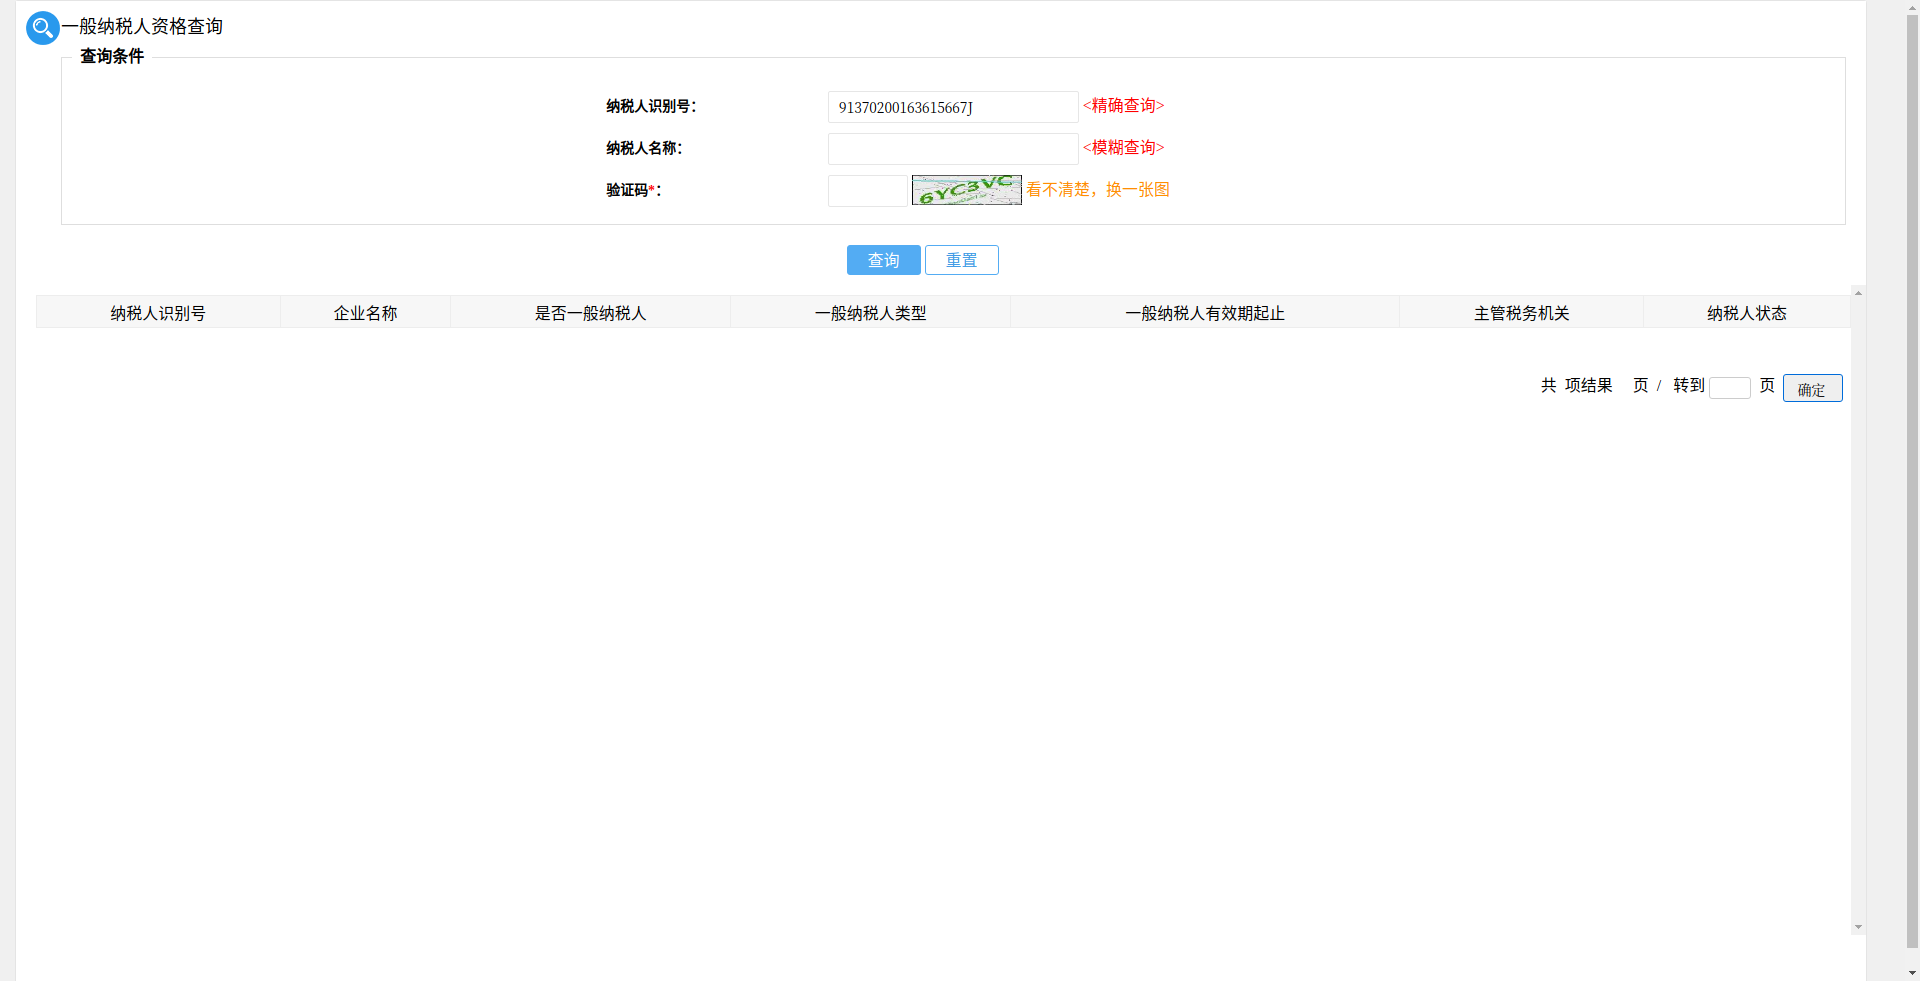 一般纳税人资格查询
查询条件
纳税人识别号： 91370200163615667J <精确查询>
纳税人名称： <模糊查询>
验证码*： 6YC3VC 看不清楚，换一张图
查询 重置
纳税人识别号 企业名称 是否一般纳税人 一般纳税人类型 一般纳税人有效期起止 主管税务机关 纳税人状态
共 项结果 页 / 转到 页 确定